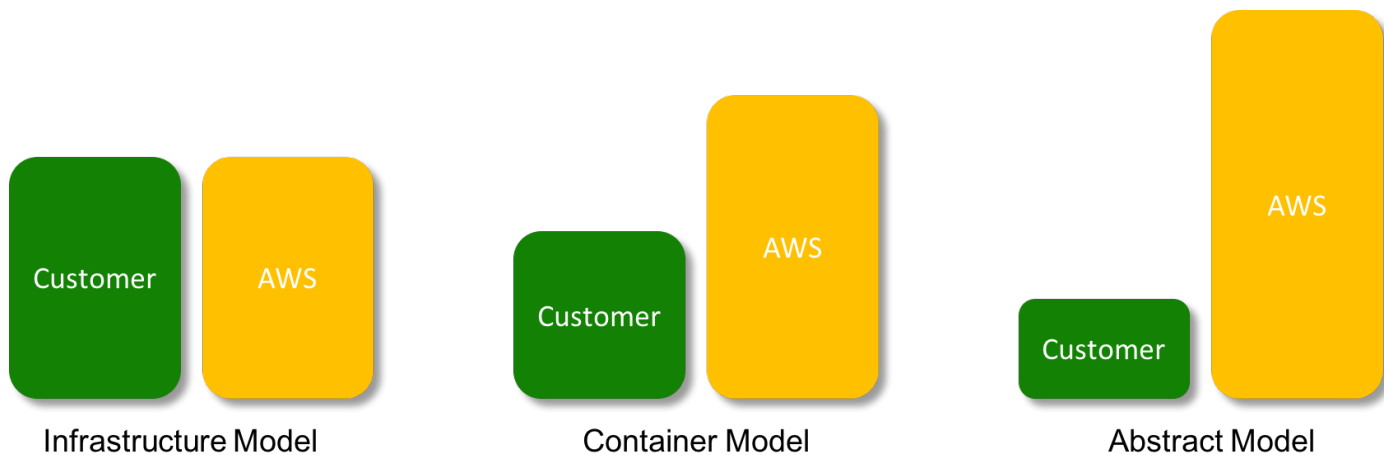 Customer
AWS
Infrastructure Model
Customer
AWS
Container Model
Customer
AWS
Abstract Model